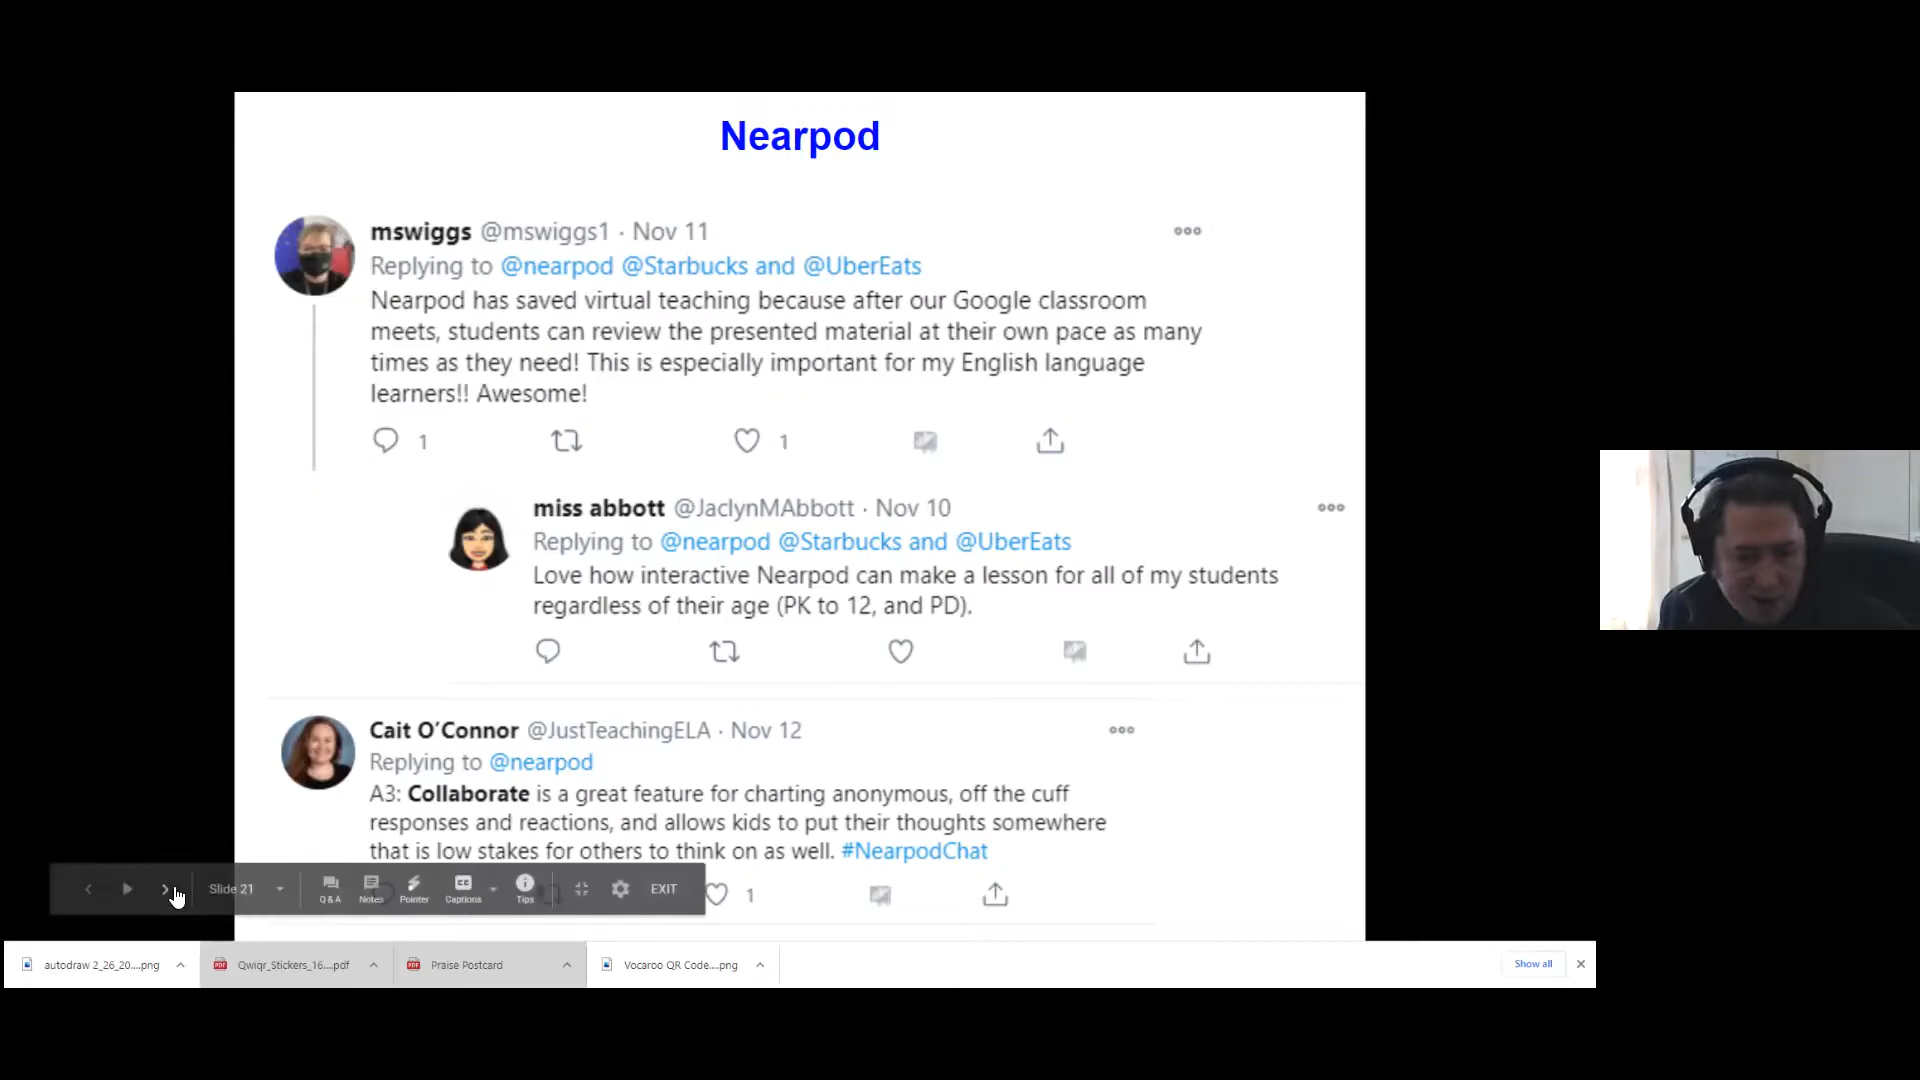 Nearpod
mswiggs @mswiggs1 · Nov 11
Replying to @nearpod @Starbucks and @UberEats
Nearpod has saved virtual teaching because after our Google classroom
meets, students can review the presented material at their own pace as many
times as they need! This is especially important for my English language
learners!! Awesome!
1 1
miss abbott @JaclynMAbbott · Nov 10
Replying to @nearpod @Starbucks and @UberEats
Love how interactive Nearpod can make a lesson for all of my students
regardless of their age (PK to 12, and PD).
Cait O'Connor @JustTeachingELA · Nov 12
Replying to @nearpod
A3: Collaborate is a great feature for charting anonymous, off the cuff
responses and reactions, and allows kids to put their thoughts somewhere
that is low stakes for others to think on as well. #NearpodChat
1
Slide 21 Q & A Notes Pointer CC Captions Tips EXIT
autodraw 2_26_20....png Qwiqr_Stickers_16....pdf Praise Postcard Vocaroo QR Code....png Show all